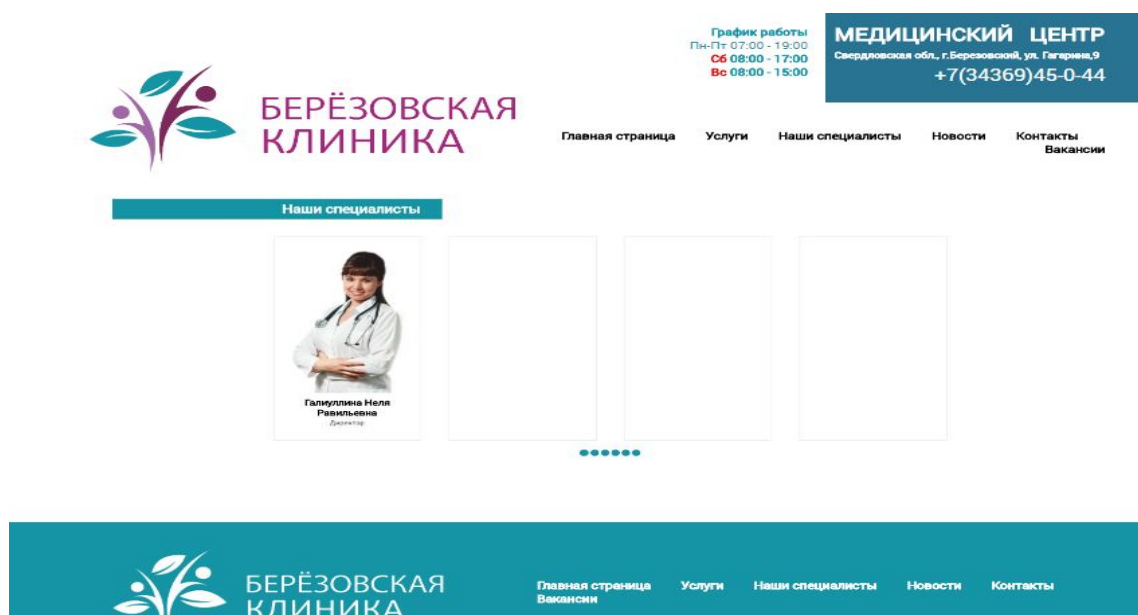 График работы
Пн-Пт 07:00 - 19:00
Сб 08:00 - 17:00
Вс 08:00 - 15:00
МЕДИЦИНСКИЙ ЦЕНТР
Свердловская обл., г.Березовский, ул. Гагарина,9
+7(34369)45-0-44
БЕРЁЗОВСКАЯ
КЛИНИКА
Главная страница Услуги Наши специалисты Новости Контакты
Вакансии
Наши специалисты
Галиуллина Неля
Равильевна
Директор
БЕРЁЗОВСКАЯ
КЛИНИКА
Главная страница Услуги Наши специалисты Новости Контакты
Вакансии